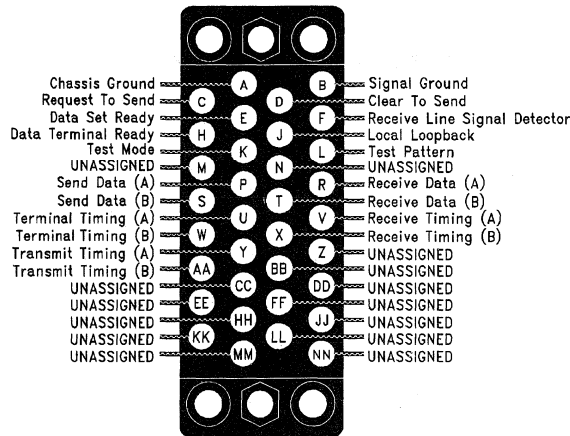 Chassis Ground A B Signal Ground
Request To Send C D Clear To Send
Data Set Ready E F Receive Line Signal Detector
Data Terminal Ready H J Local Loopback
Test Mode K L Test Pattern
UNASSIGNED M N UNASSIGNED
Send Data (A) P R Receive Data (A)
Send Data (B) S T Receive Data (B)
Terminal Timing (A) U V Receive Timing (A)
Terminal Timing (B) W X Receive Timing (B)
Transmit Timing (A) Y Z UNASSIGNED
Transmit Timing (B) AA BB UNASSIGNED
UNASSIGNED CC DD UNASSIGNED
UNASSIGNED EE FF UNASSIGNED
UNASSIGNED HH JJ UNASSIGNED
UNASSIGNED KK LL UNASSIGNED
UNASSIGNED MM NN UNASSIGNED